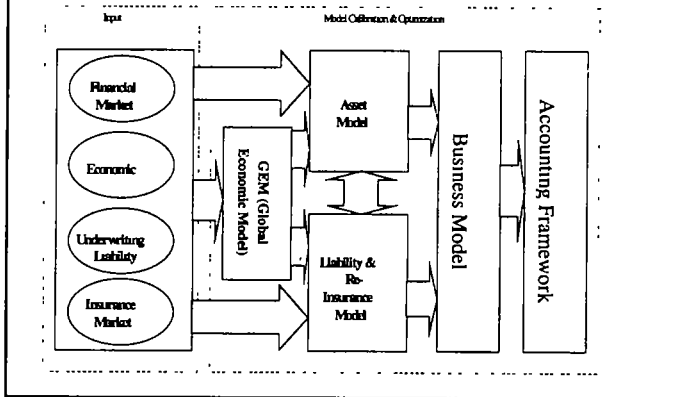 Input
Model Calibration & Optimization
Financial
Market
Economic
Underwriting
Liability
Insurance
Market
GEM (Global
Economic Model)
Asset
Model
Liability &
Re-
Insurance
Model
Business Model
Accounting Framework